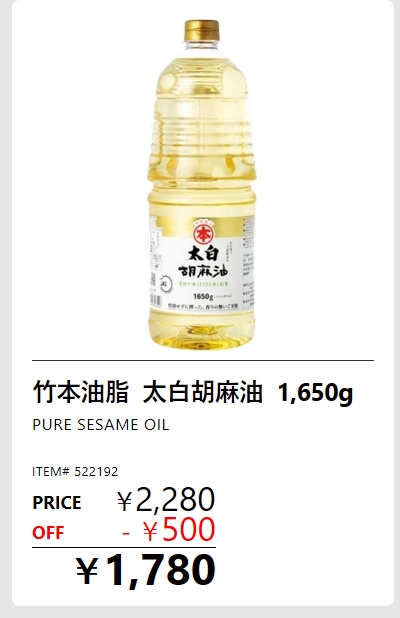 本
太白
胡麻油
1650g
竹本油脂 太白胡麻油 1,650g
PURE SESAME OIL
ITEM# 522192
PRICE ¥2,280
OFF - ¥500
¥1,780